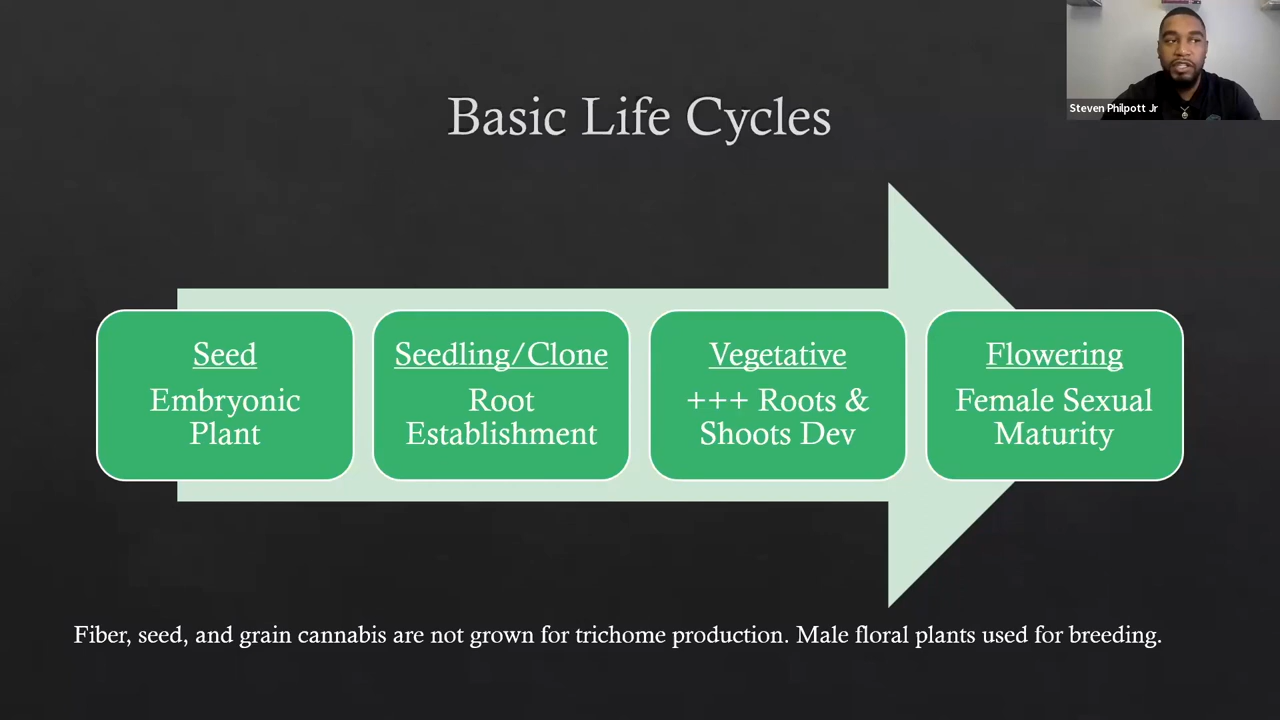 Steven Philpott Jr
Basic Life Cycles
Seed
Embryonic
Plant
Seedling/Clone
Root
Establishment
Vegetative
+++ Roots &
Shoots Dev
Flowering
Female Sexual
Maturity
Fiber, seed, and grain cannabis are not grown for trichome production. Male floral plants used for breeding.